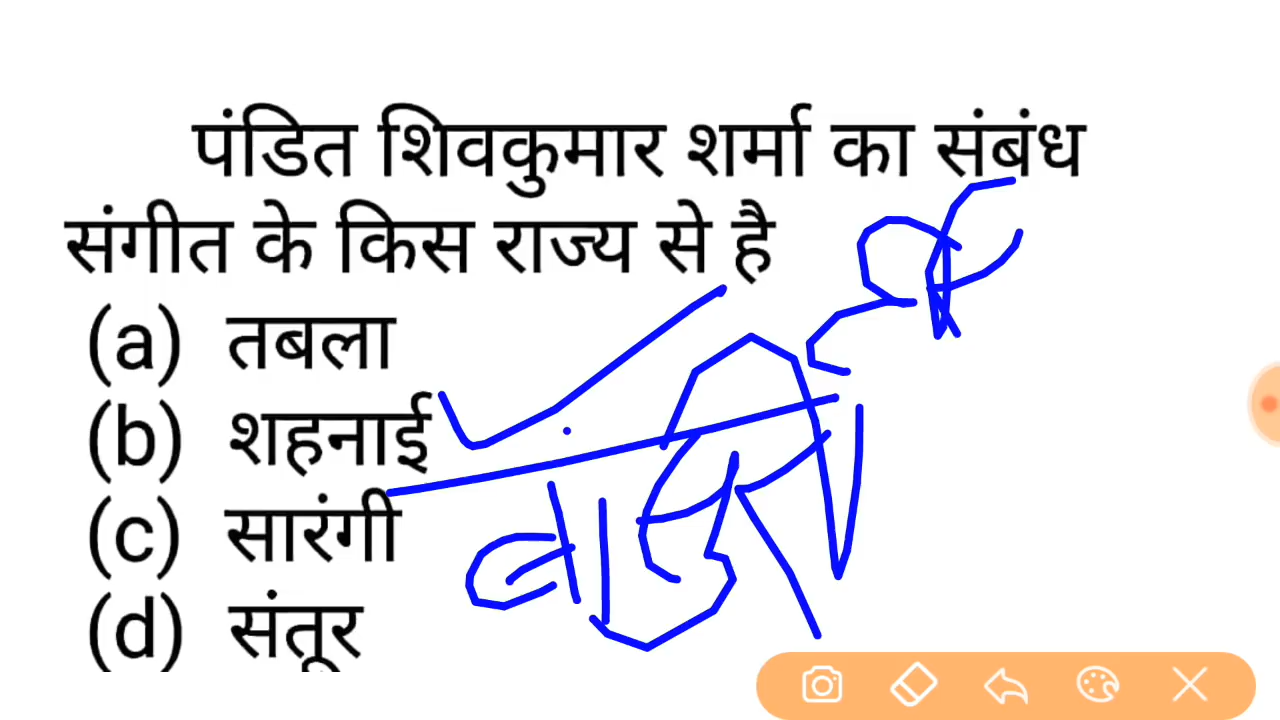 पंडित शिवकुमार शर्मा का संबंध
संगीत के किस राज्य से है
(a) तबला
(b) शहनाई
(c) सारंगी
(d) संतूर